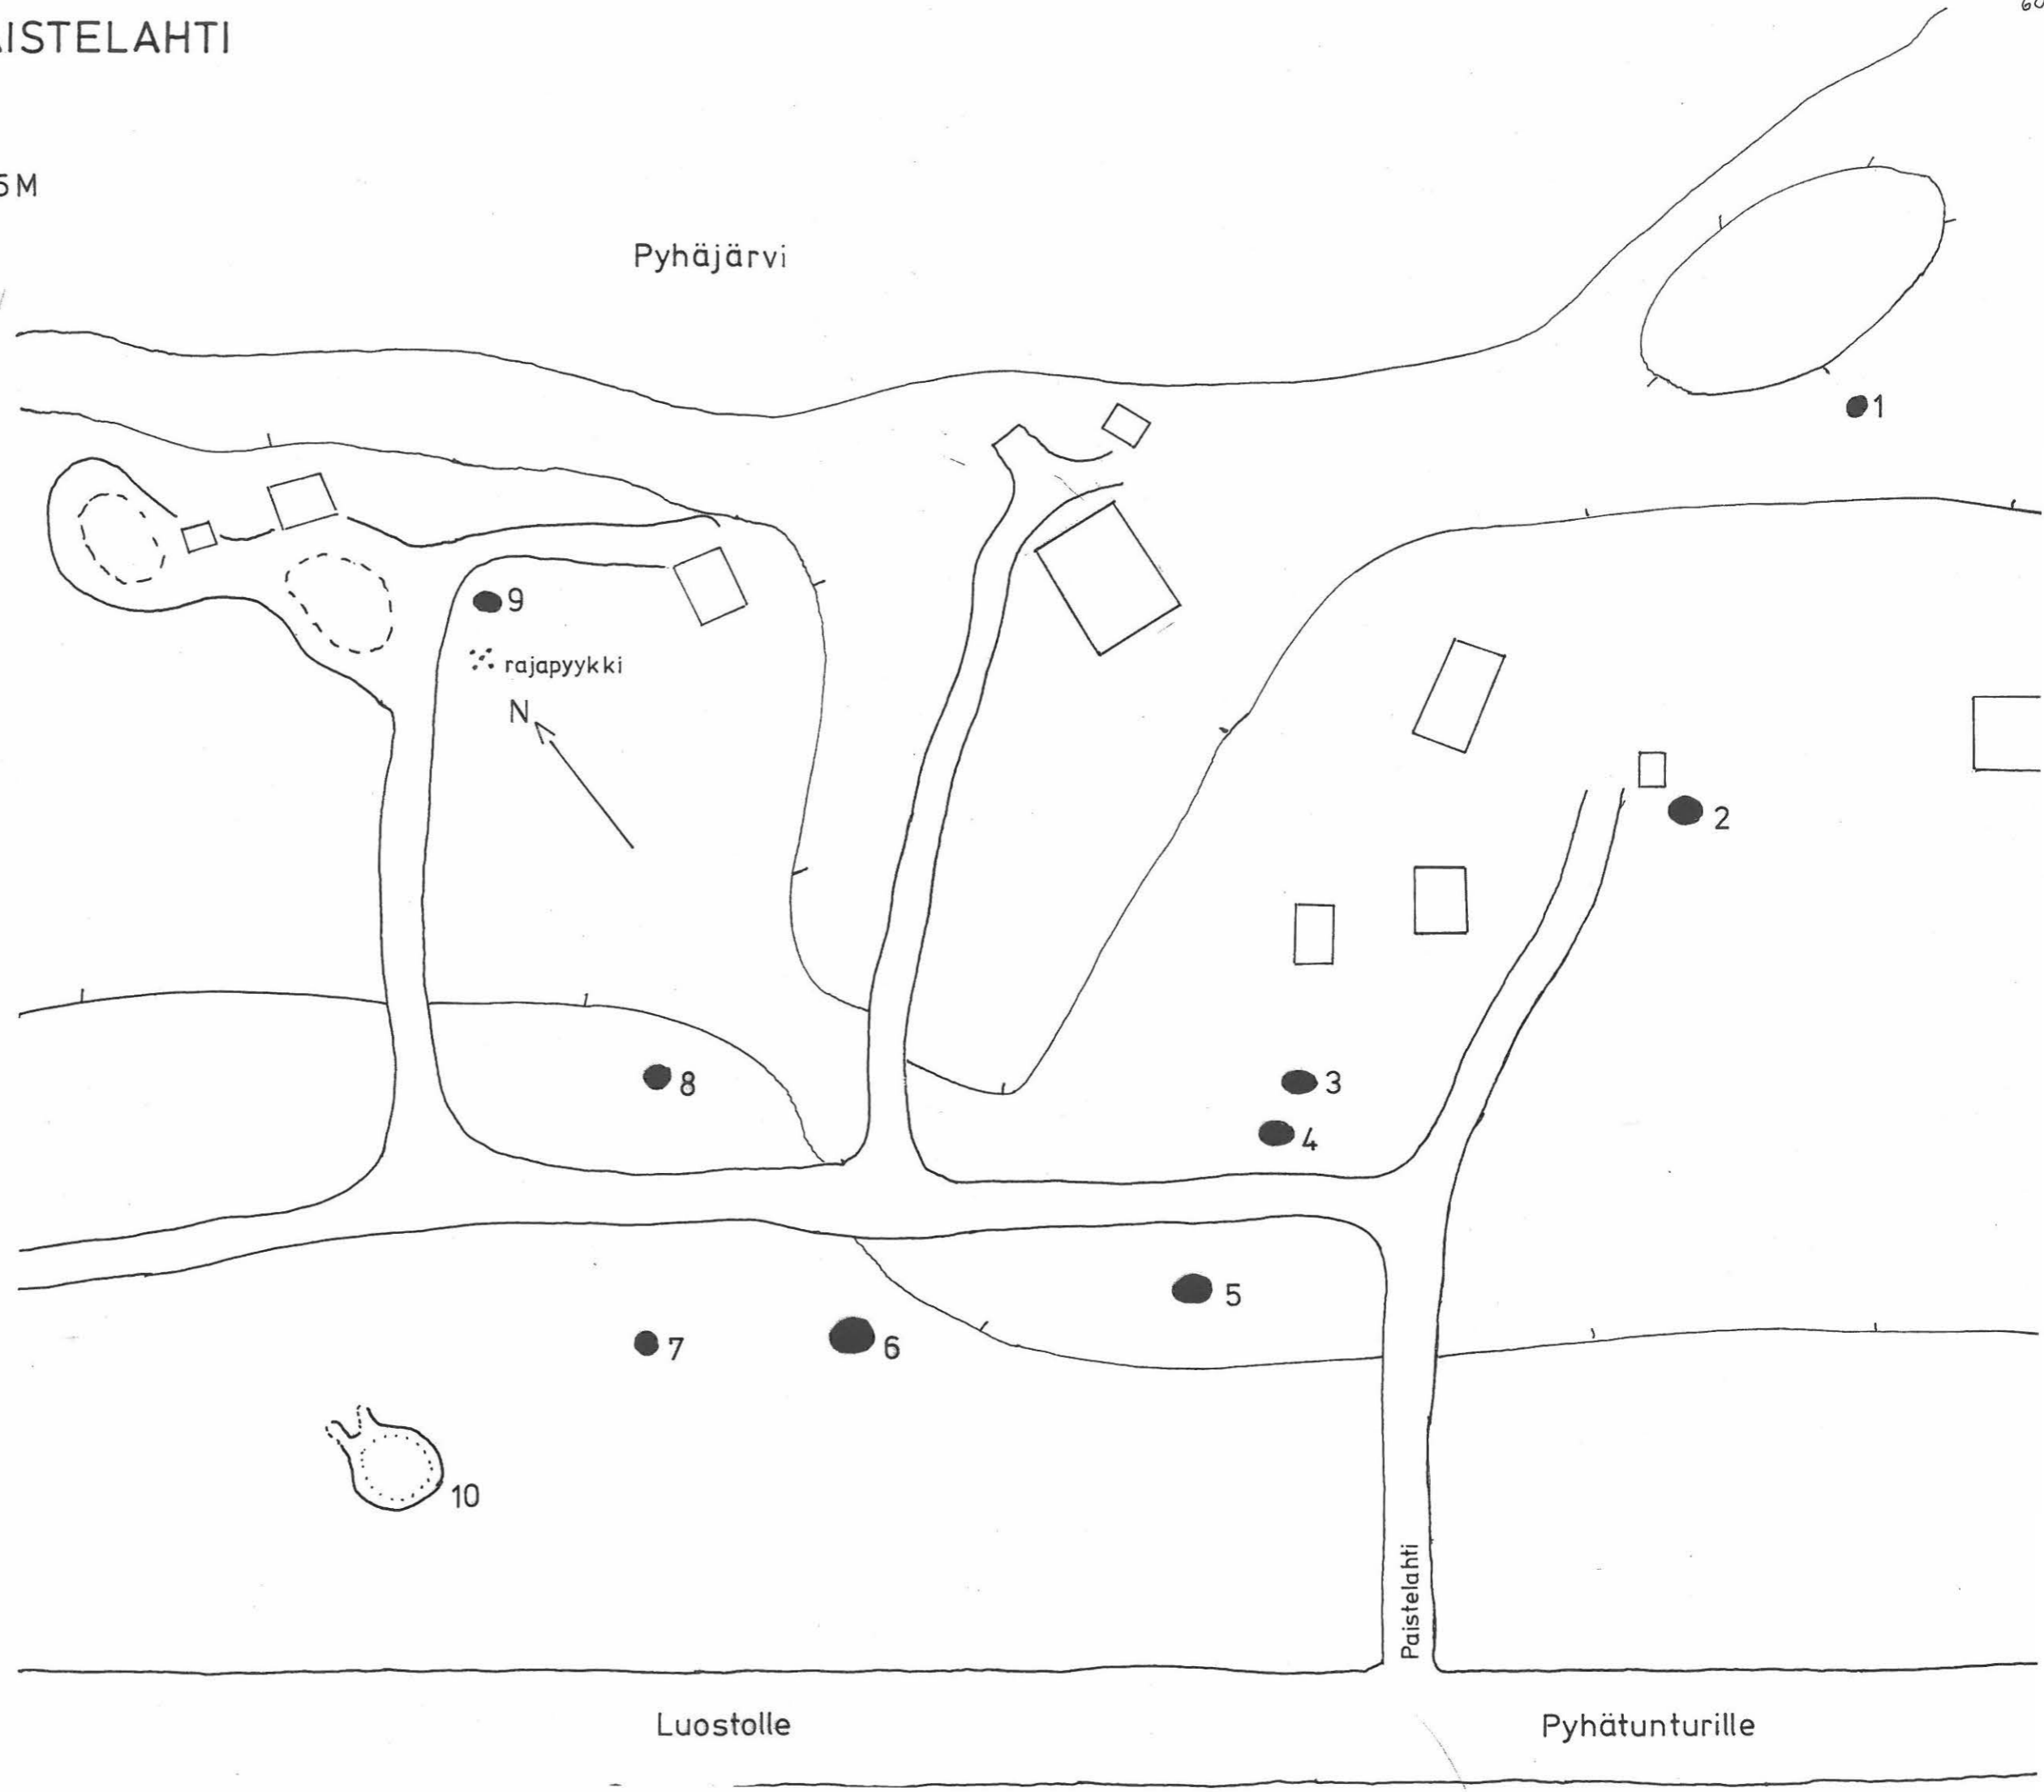 ISTELAHTI
5M
Pyhäjärvi
1
9
rajapyykki
N
2
8
3
4
5
7
6
10
Paistelahti
Luostolle
Pyhätunturille